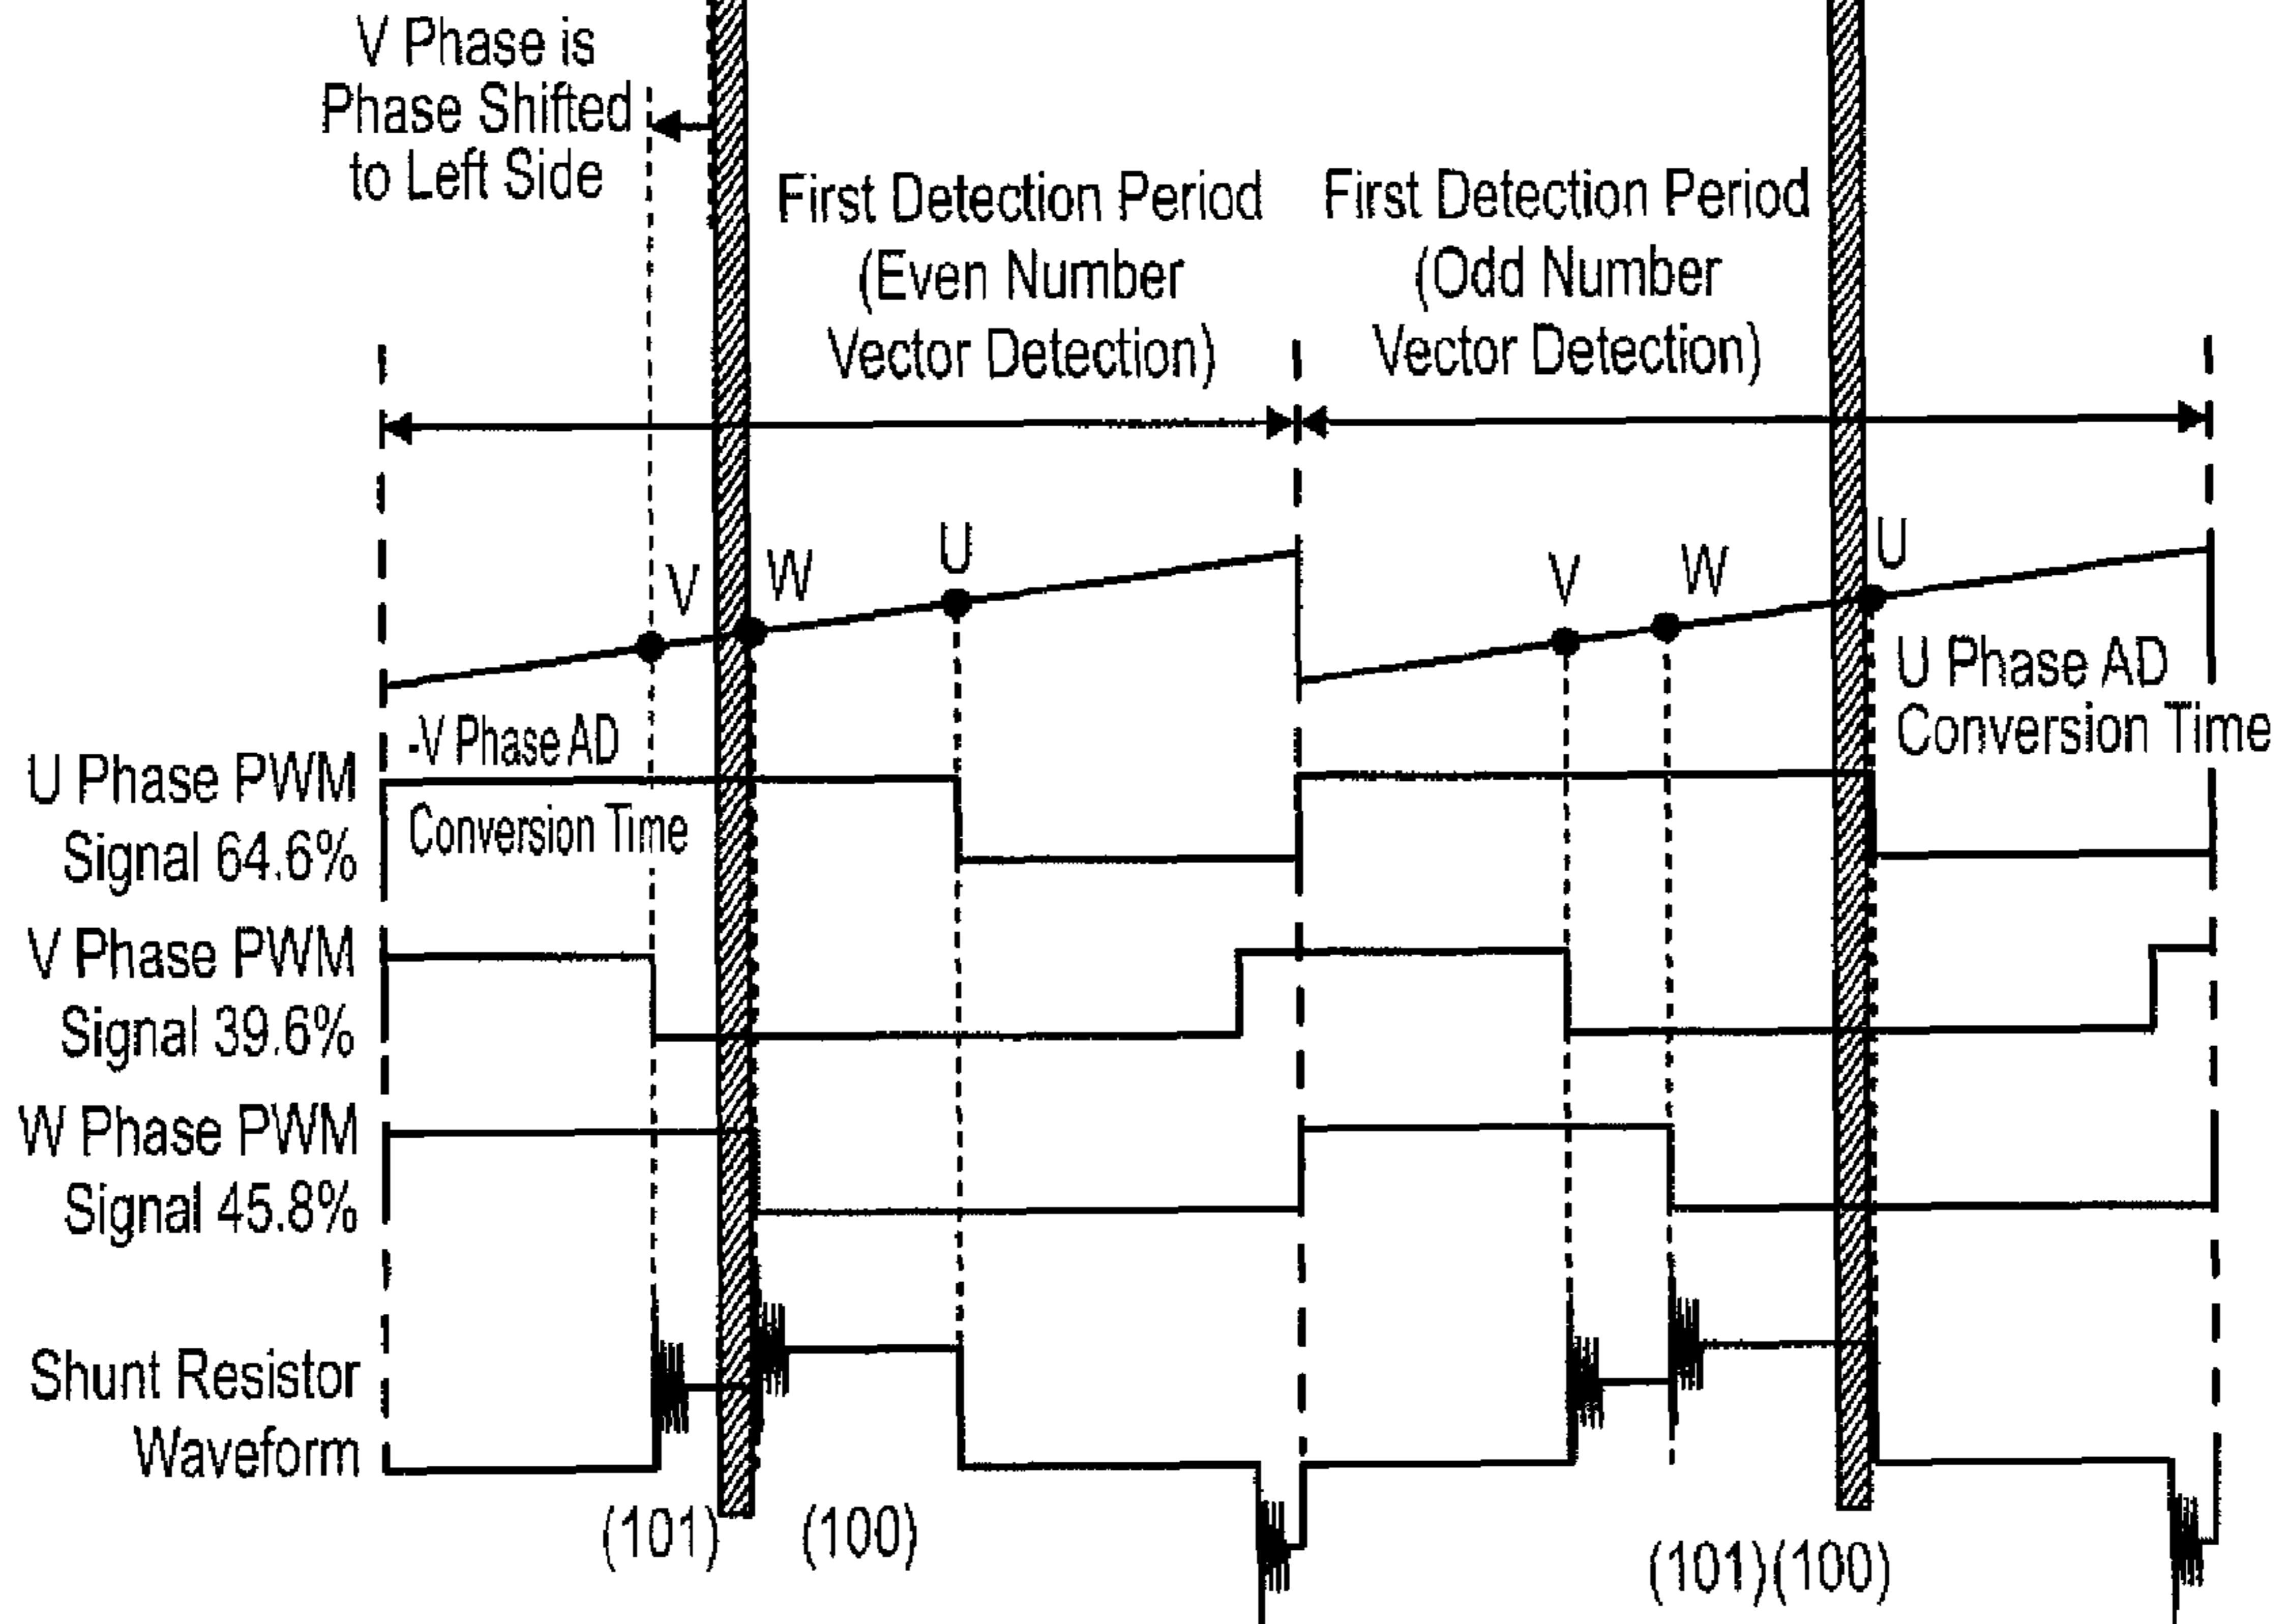 V Phase is
Phase Shifted
to Left Side
First Detection Period
(Even Number
Vector Detection)
First Detection Period
(Odd Number
Vector Detection)
V
W
U
V
W
U
U Phase AD
Conversion Time
-V Phase AD
Conversion Time
U Phase PWM
Signal 64.6%
V Phase PWM
Signal 39.6%
W Phase PWM
Signal 45.8%
Shunt Resistor
Waveform
(101)
(100)
(101)(100)